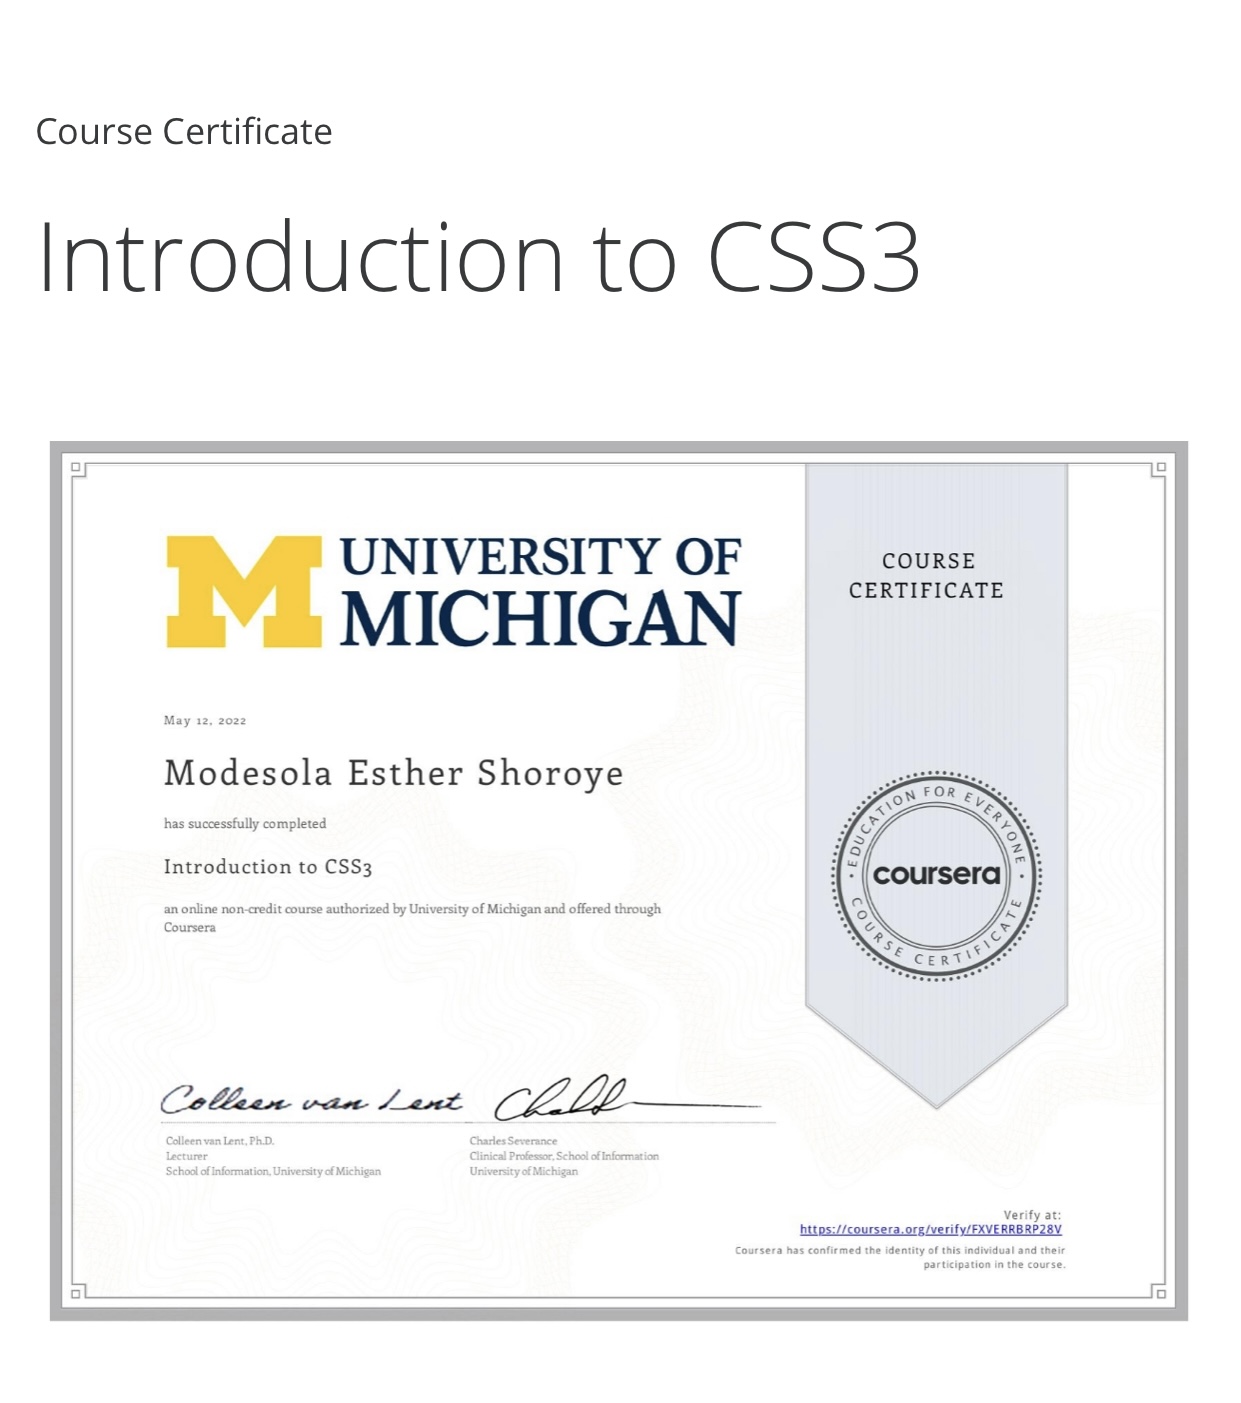 Course Certificate
Introduction to CSS3
M UNIVERSITY OF
MICHIGAN
COURSE
CERTIFICATE
May 12, 2022
Modesola Esther Shoroye
has successfully completed
Introduction to CSS3
an online non-credit course authorized by University of Michigan and offered through
Coursera
EDUCATION FOR EVERYONE
coursera
COURSE CERTIFICATE
Colleen van Lent
Colleen van Lent, Ph.D.
Lecturer
School of Information, University of Michigan
Charles Severance
Clinical Professor, School of Information
University of Michigan
Verify at:
https://coursera.org/verify/FXVERRBRP28V
Coursera has confirmed the identity of this individual and their
participation in the course.